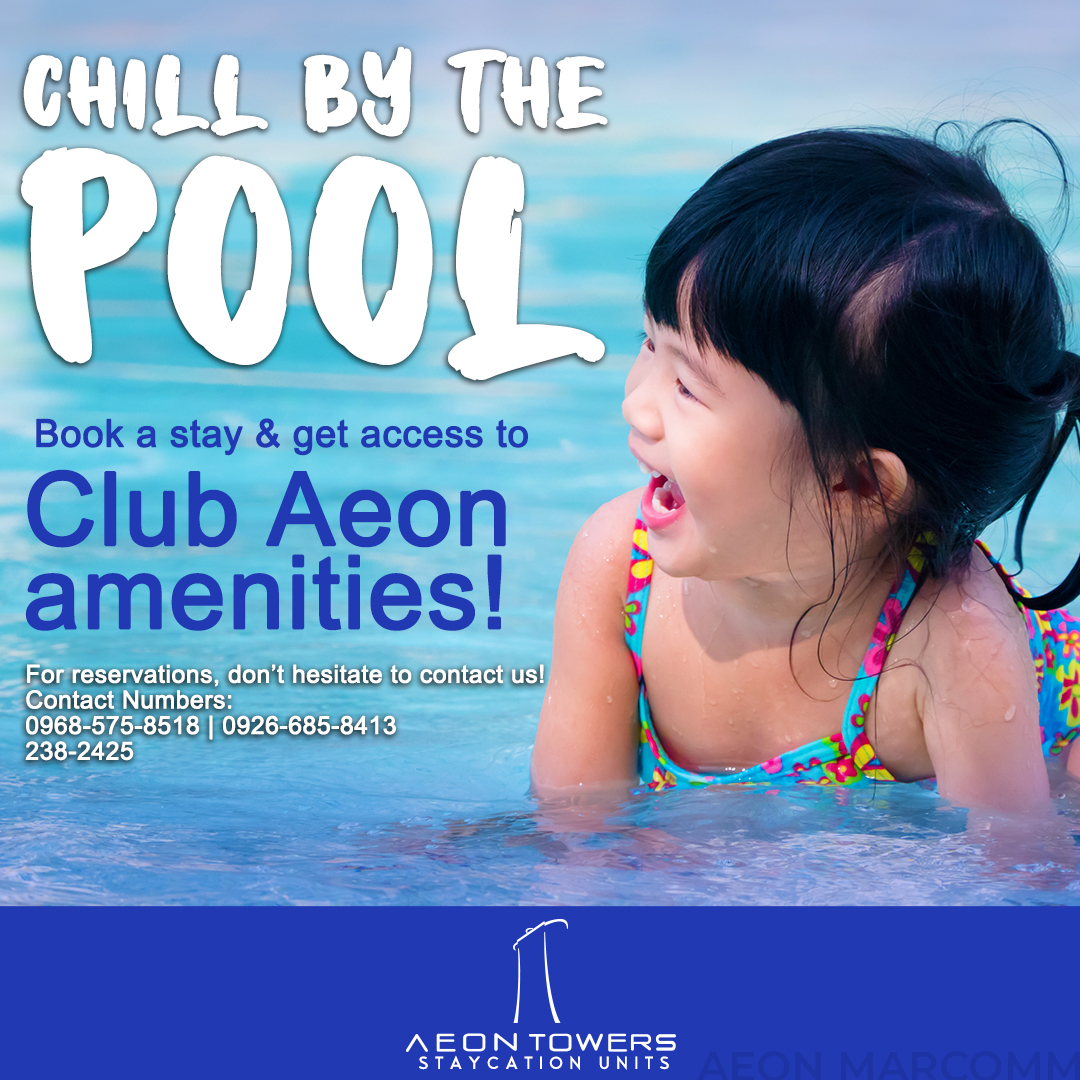 CHILL BY THE
POOL
Book a stay & get access to
Club Aeon
amenities!
For reservations, don't hesitate to contact us!
Contact Numbers:
0968-575-8518 | 0926-685-8413
238-2425
AEON TOWERS
STAYCATION UNITS
AEON MARCOMM